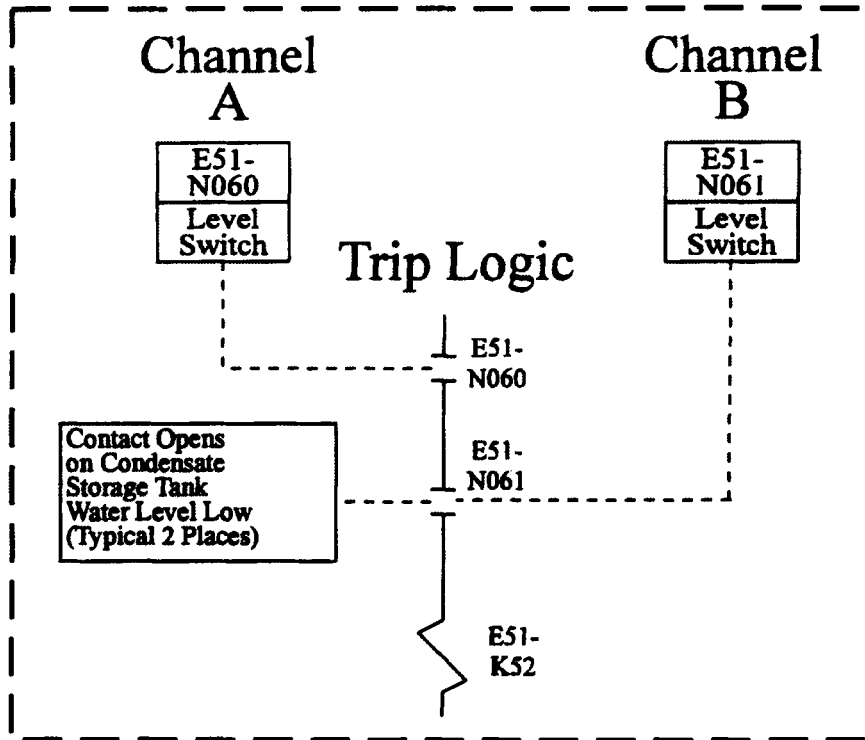 Channel
A
Channel
B
E51-
N060
Level
Switch
E51-
N061
Level
Switch
Trip Logic
E51-
N060
E51-
N061
Contact Opens
on Condensate
Storage Tank
Water Level Low
(Typical 2 Places)
E51-
K52